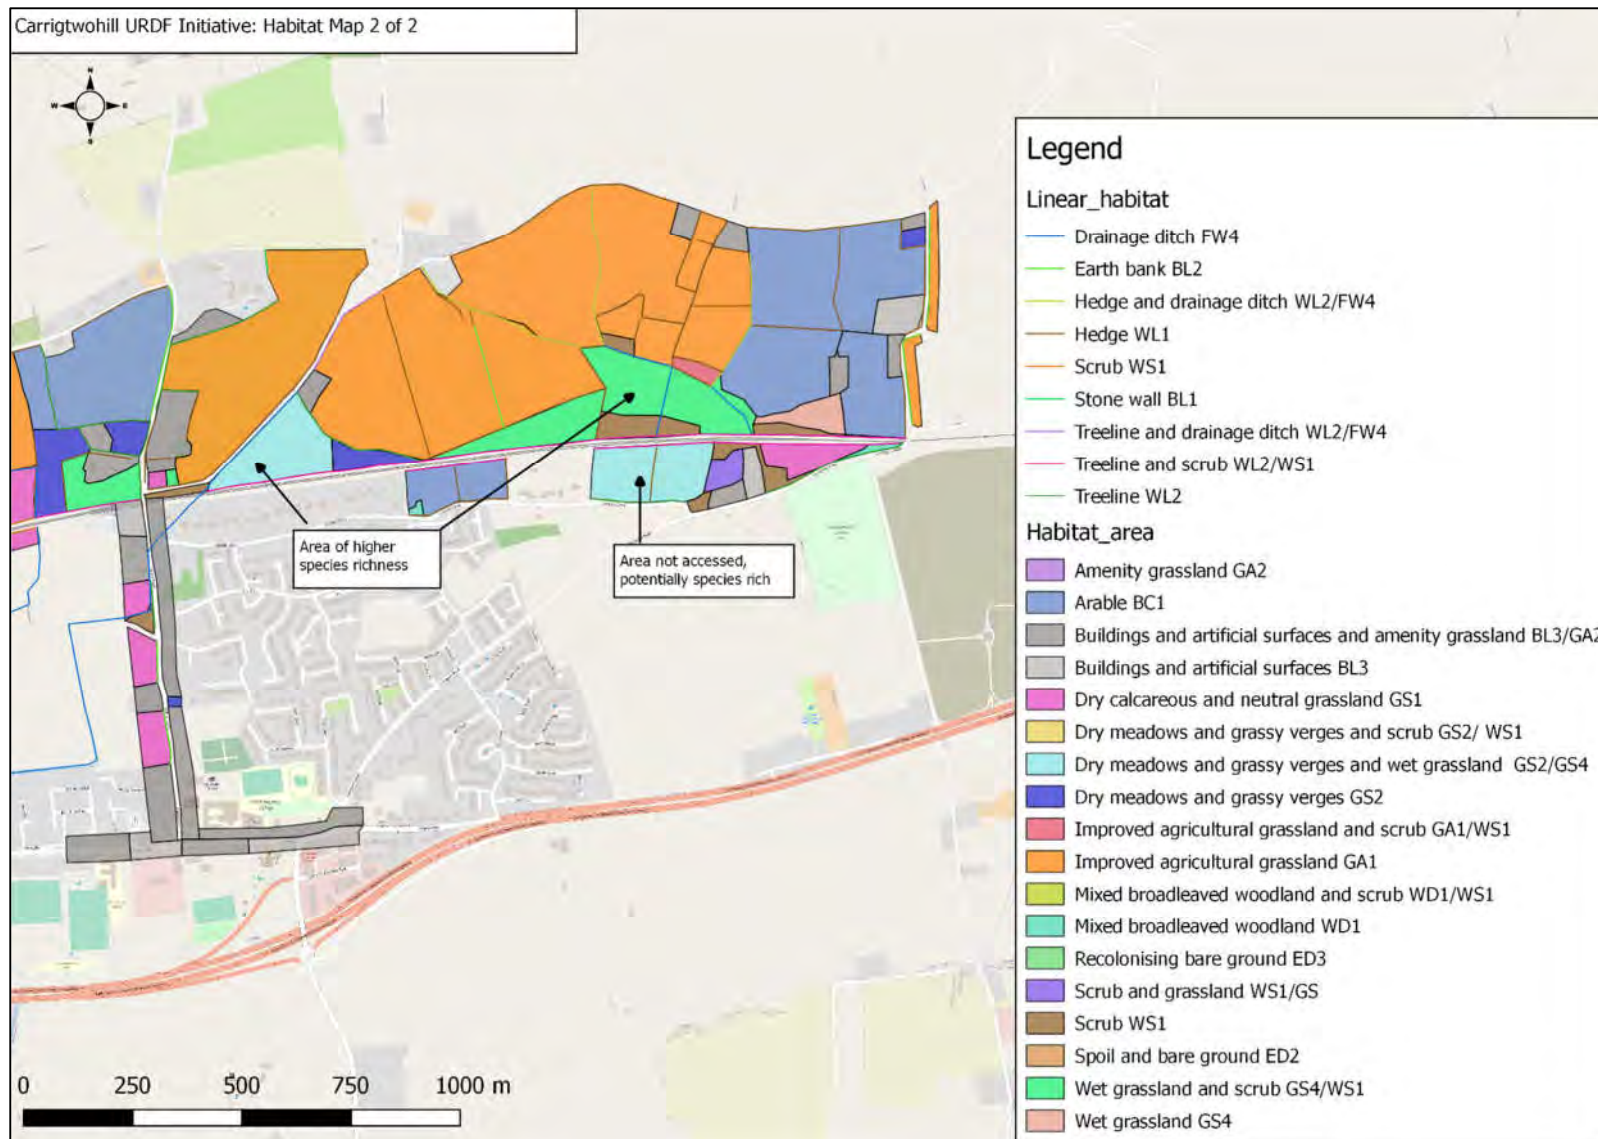 Carrigtwohill URDF Initiative: Habitat Map 2 of 2
N
W
E
S
Legend
Linear_habitat
Drainage ditch FW4
Earth bank BL2
Hedge and drainage ditch WL2/FW4
Hedge WL1
Scrub WS1
Stone wall BL1
Treeline and drainage ditch WL2/FW4
Treeline and scrub WL2/WS1
Treeline WL2
Habitat_area
Amenity grassland GA2
Arable BC1
Buildings and artificial surfaces and amenity grassland BL3/GA2
Buildings and artificial surfaces BL3
Dry calcareous and neutral grassland GS1
Dry meadows and grassy verges and scrub GS2/ WS1
Dry meadows and grassy verges and wet grassland GS2/GS4
Dry meadows and grassy verges GS2
Improved agricultural grassland and scrub GA1/WS1
Improved agricultural grassland GA1
Mixed broadleaved woodland and scrub WD1/WS1
Mixed broadleaved woodland WD1
Recolonising bare ground ED3
Scrub and grassland WS1/GS
Scrub WS1
Spoil and bare ground ED2
Wet grassland and scrub GS4/WS1
Wet grassland GS4
Area of higher
species richness
Area not accessed,
potentially species rich
0 250 500 750 1000 m